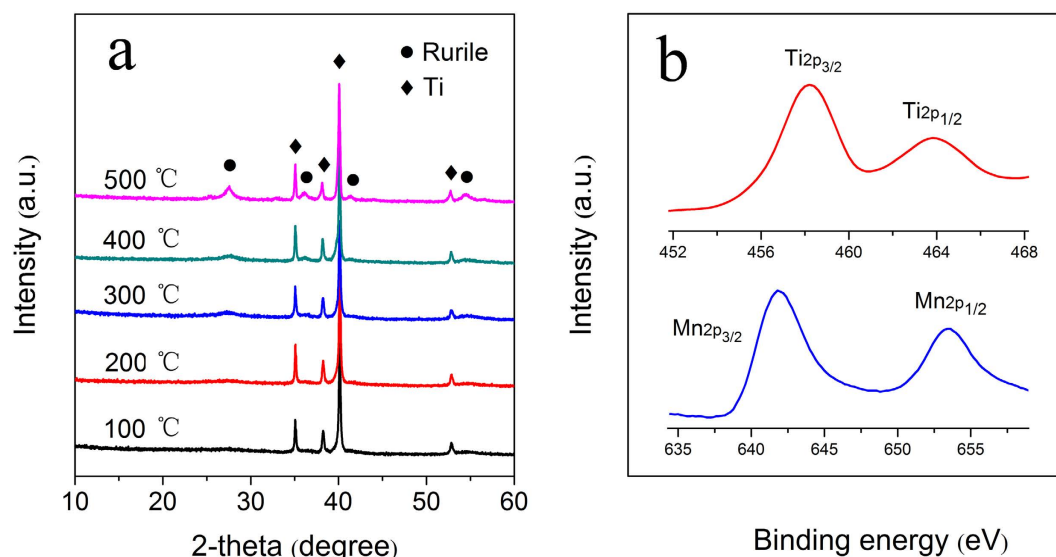 a
● Rurile
◆ Ti
500 ℃
400 ℃
300 ℃
200 ℃
100 ℃
Intensity (a.u.)
10 20 30 40 50 60
2-theta (degree)
b
Ti2p3/2
Ti2p1/2
452 456 460 464 468
Intensity (a.u.)
Mn2p3/2
Mn2p1/2
635 640 645 650 655
Binding energy (eV)